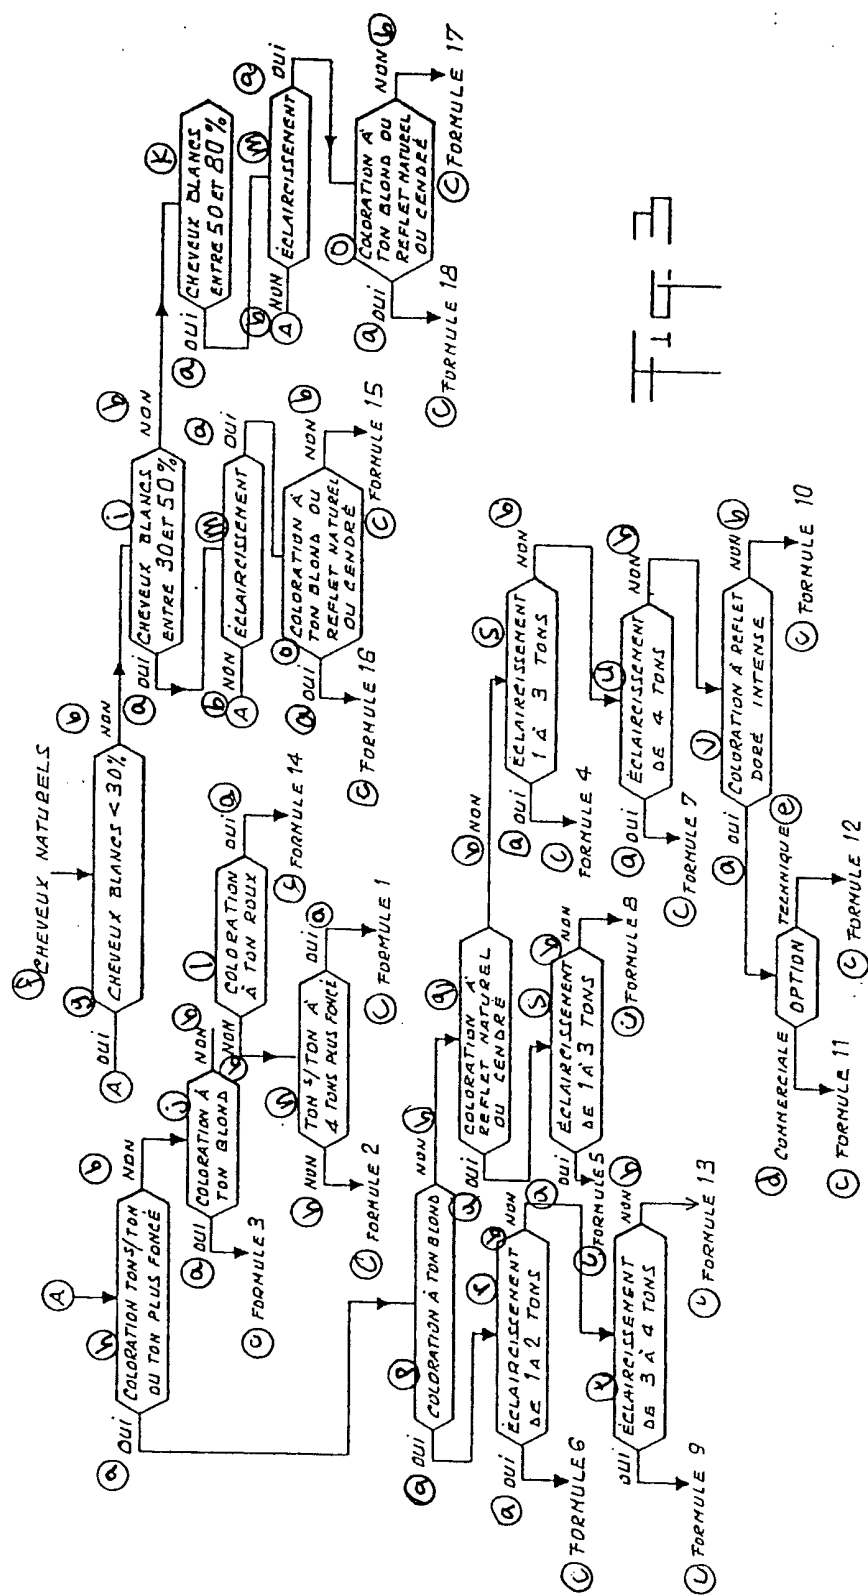 f CHEVEUX NATURELS
g CHEVEUX BLANCS < 30%
A OUI
b NON
i CHEVEUX BLANCS
ENTRE 30 ET 50%
a OUI
b NON
K CHEVEUX BLANCS
ENTRE 50 ET 80%
a OUI
m ÉCLAIRCISSEMENT
b NON
A
a OUI
o COLORATION À
TON BLOND OU
REFLET NATUREL
OU CENDRÉ
a OUI
NON b
c FORMULE 16
c FORMULE 15
m ÉCLAIRCISSEMENT
b NON
A
a OUI
O COLORATION À
TON BLOND OU
REFLET NATUREL
OU CENDRÉ
a OUI
NON b
c FORMULE 18
c FORMULE 17
A
h COLORATION TON S/TON
OU TON PLUS FONCÉ
a OUI
b NON
j COLORATION À
TON BLOND
a OUI
NON b
c FORMULE 3
l COLORATION
À TON ROUX
b NON
OUI a
FORMULE 14
n TON S/TON À
4 TONS PLUS FONCÉ
b NON
OUI a
c FORMULE 2
c FORMULE 1
COLORATION À TON BLOND
a OUI
NON b
r ÉCLAIRCISSEMENT
DE 1 À 2 TONS
a OUI
b NON
c FORMULE 6
t ÉCLAIRCISSEMENT
DE 3 À 4 TONS
OUI
NON b
c FORMULE 9
c FORMULE 13
q COLORATION À
REFLET NATUREL
OU CENDRÉ
a OUI
b NON
S ÉCLAIRCISSEMENT
DE 1 À 3 TONS
a OUI
b NON
c FORMULE 5
c FORMULE 8
S ÉCLAIRCISSEMENT
1 À 3 TONS
a OUI
NON b
c FORMULE 4
u ÉCLAIRCISSEMENT
DE 4 TONS
a OUI
NON b
c FORMULE 7
V COLORATION À REFLET
DORÉ INTENSE
a OUI
NON b
c FORMULE 10
OPTION
d COMMERCIALE
TECHNIQUE e
c FORMULE 11
c FORMULE 12
Fig-3